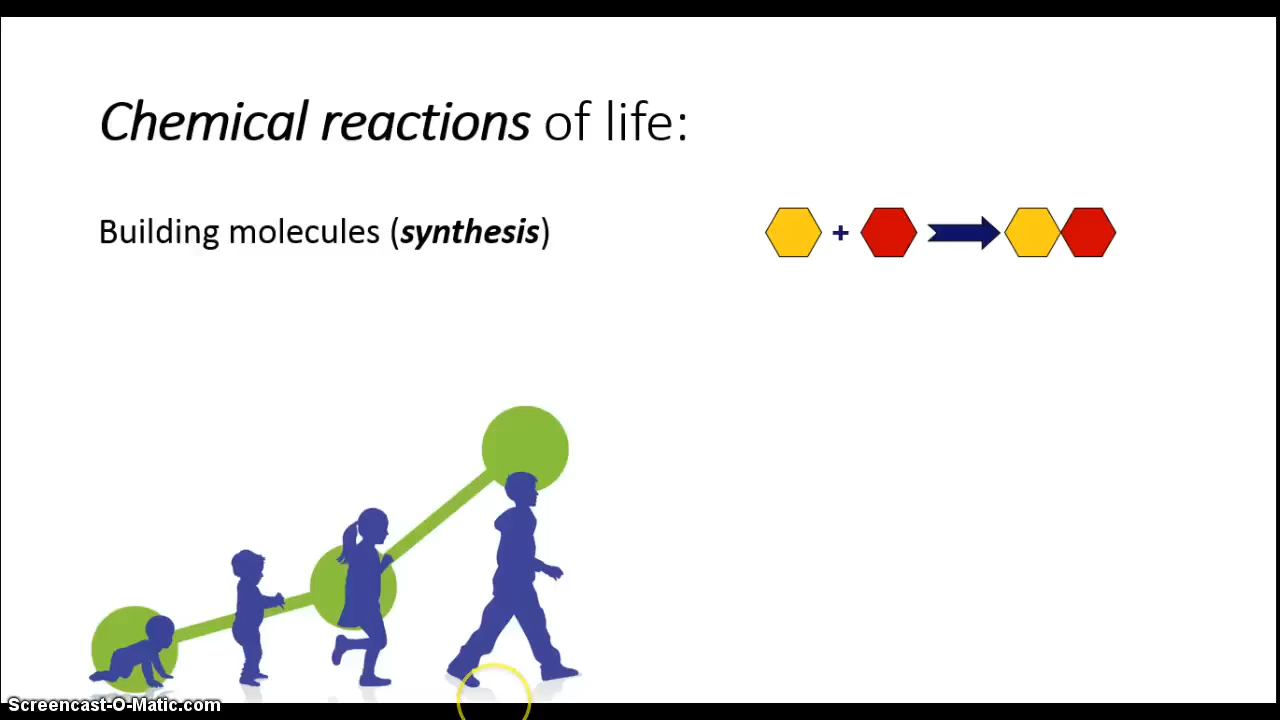 Chemical reactions of life:
Building molecules (synthesis)
+
Screencast-O-Matic.com